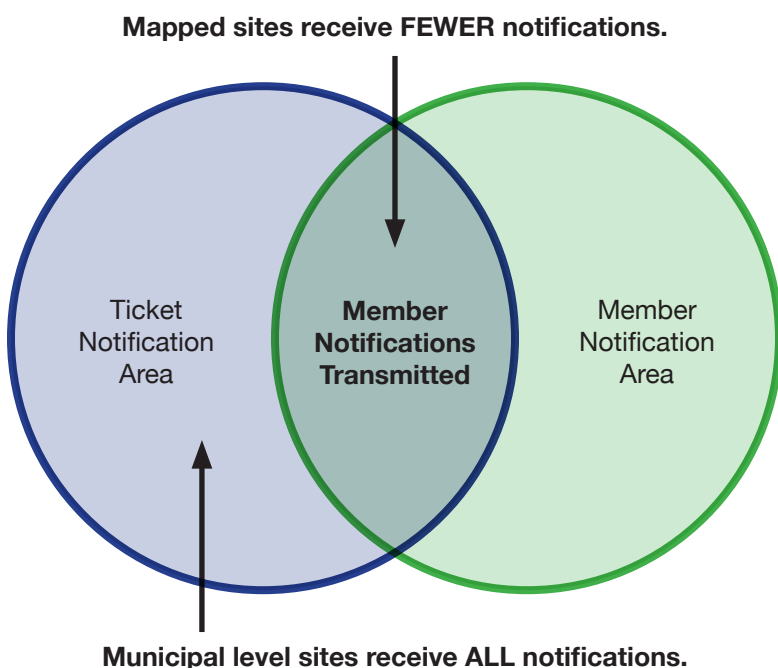 Mapped sites receive FEWER notifications.
Ticket
Notification
Area
Member
Notifications
Transmitted
Member
Notification
Area
Municipal level sites receive ALL notifications.